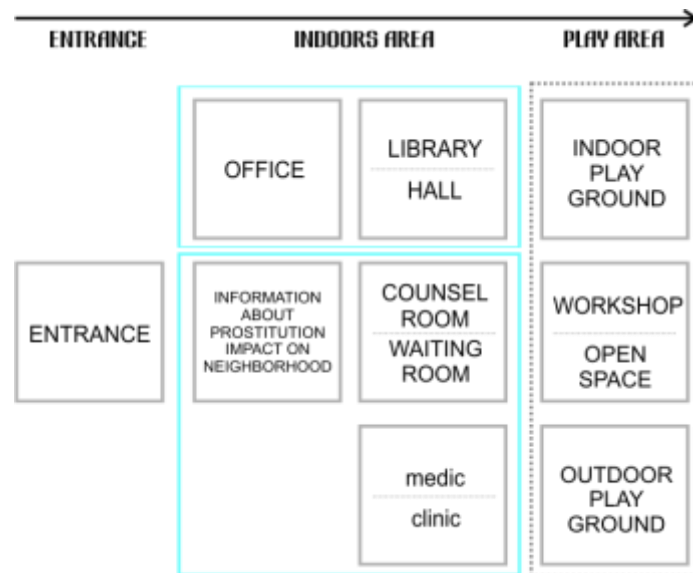 ENTRANCE INDOORS AREA PLAY AREA
OFFICE
LIBRARY
HALL
INDOOR
PLAY
GROUND
ENTRANCE
INFORMATION
ABOUT
PROSTITUTION
IMPACT ON
NEIGHBORHOOD
COUNSEL
ROOM
WAITING
ROOM
WORKSHOP
OPEN
SPACE
medic
clinic
OUTDOOR
PLAY
GROUND